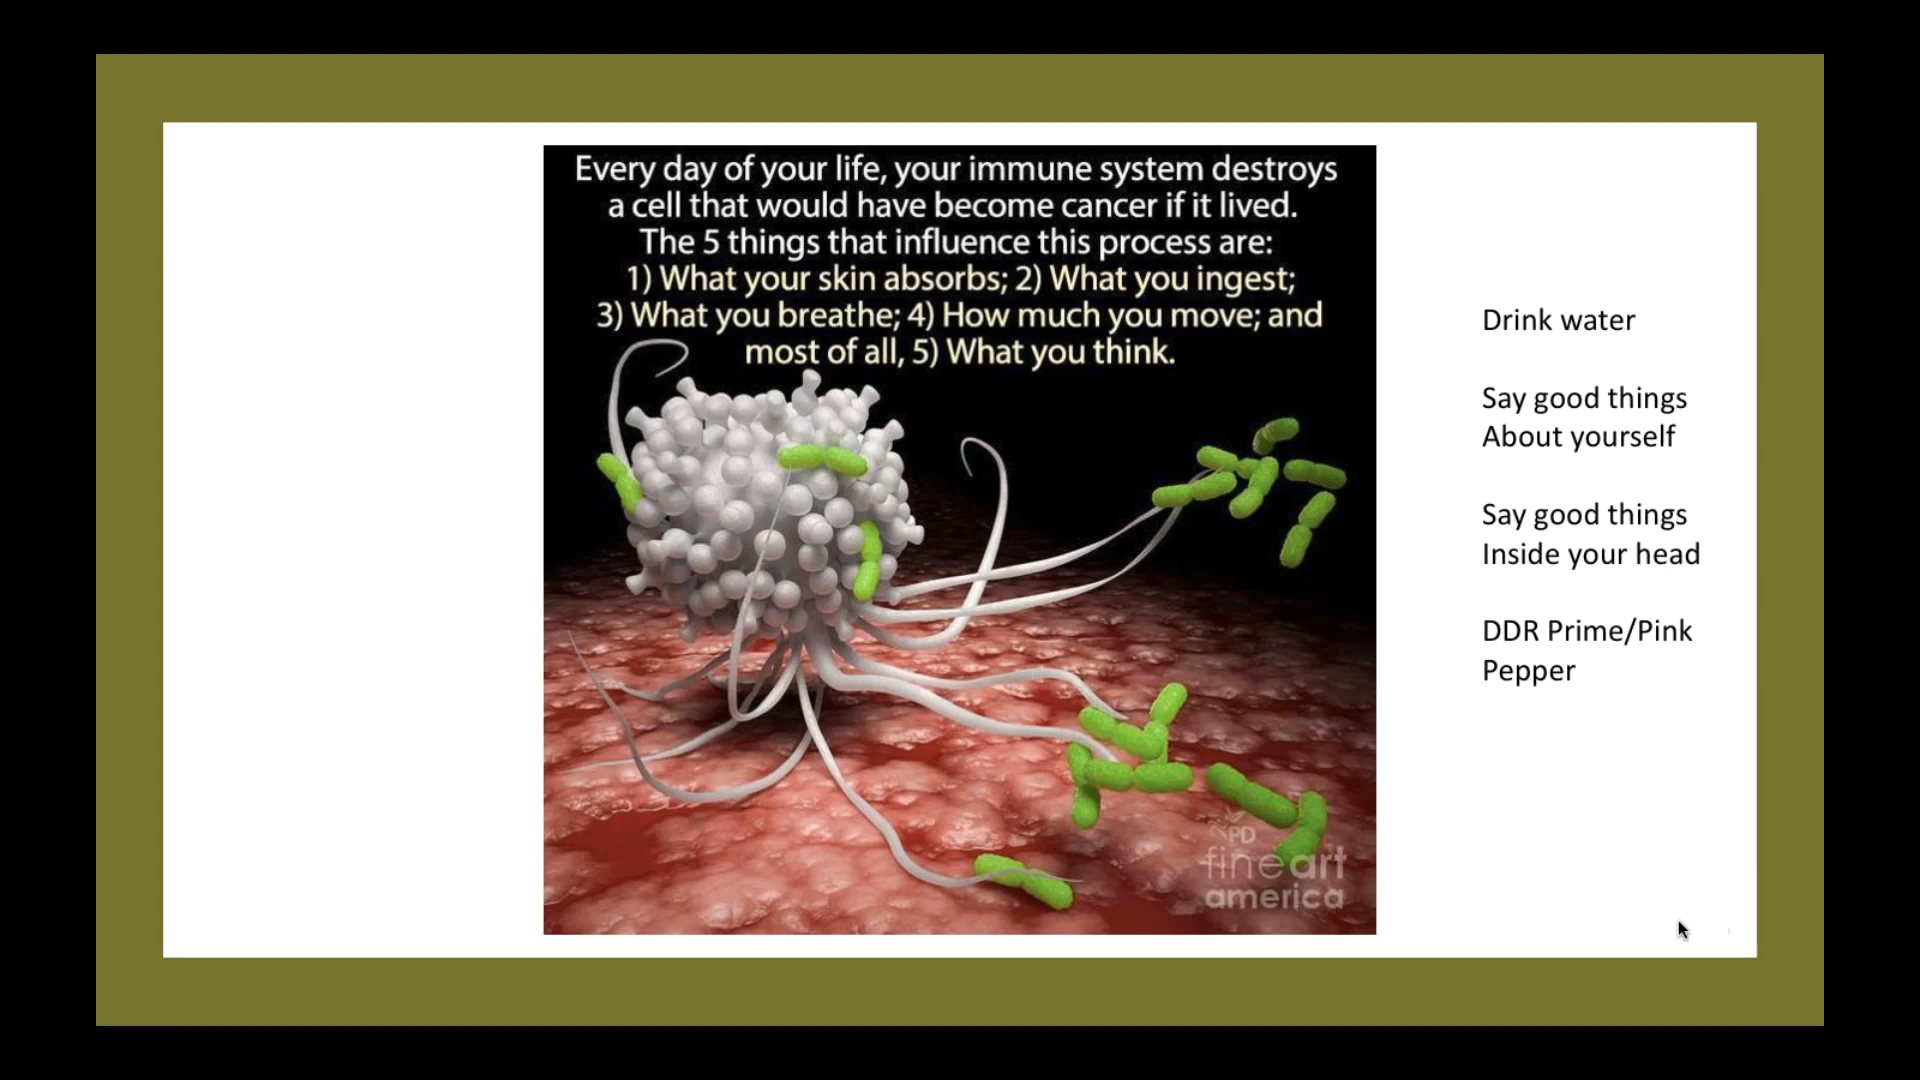 Every day of your life, your immune system destroys
a cell that would have become cancer if it lived.
The 5 things that influence this process are:
1) What your skin absorbs; 2) What you ingest;
3) What you breathe; 4) How much you move; and
most of all, 5) What you think.
Drink water
Say good things
About yourself
Say good things
Inside your head
DDR Prime/Pink
Pepper
PD
fineart
america